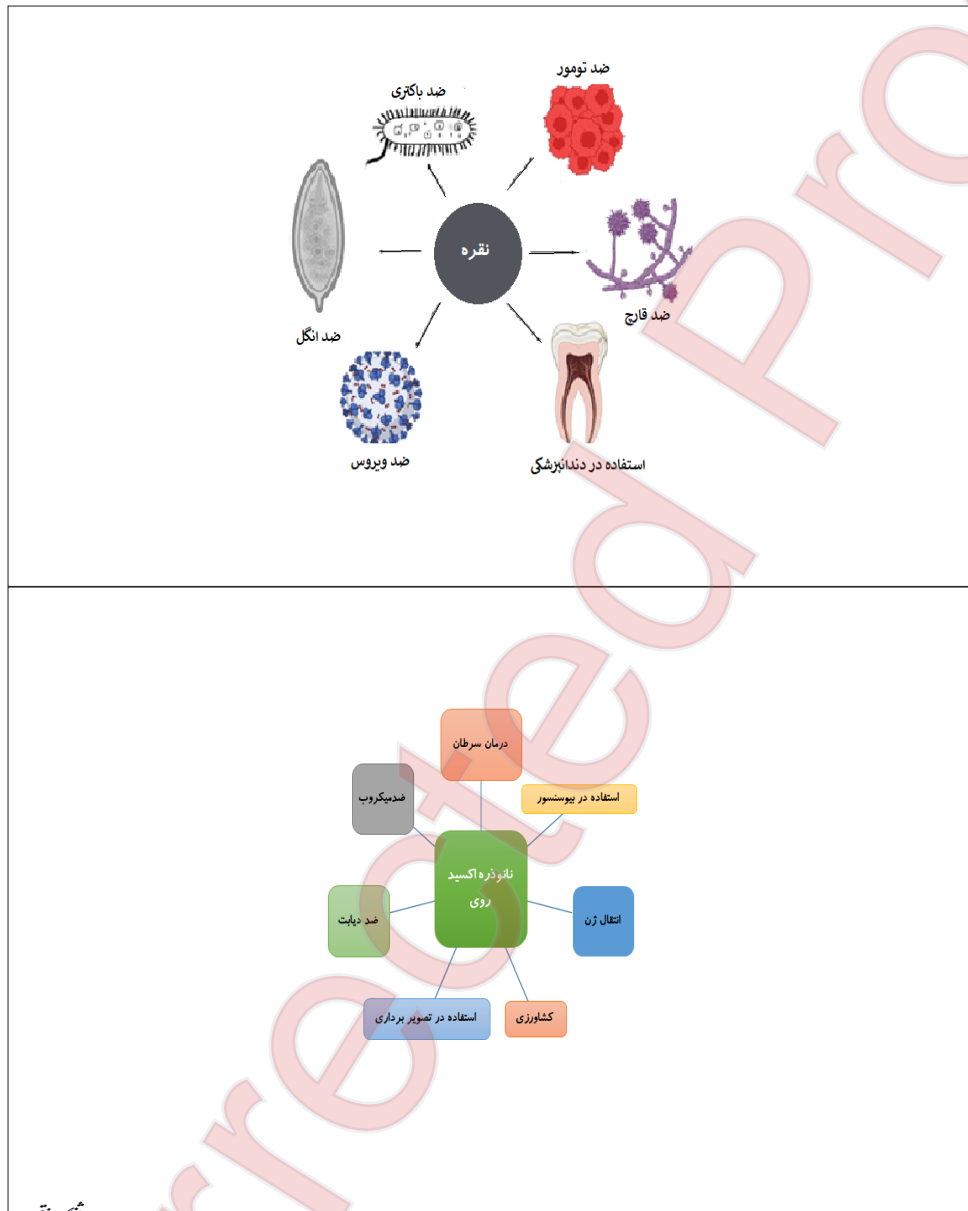 ضد تومور
ضد باکتری
نقره
ضد قارچ
ضد انگل
ضد ویروس
استفاده در دندانپزشکی
درمان سرطان
استفاده در بیوسنسور
ضدمیکروب
نانوذره اکسید
روی
ضد دیابت
انتقال ژن
استفاده در تصویر برداری
کشاورزی
rrected Pro